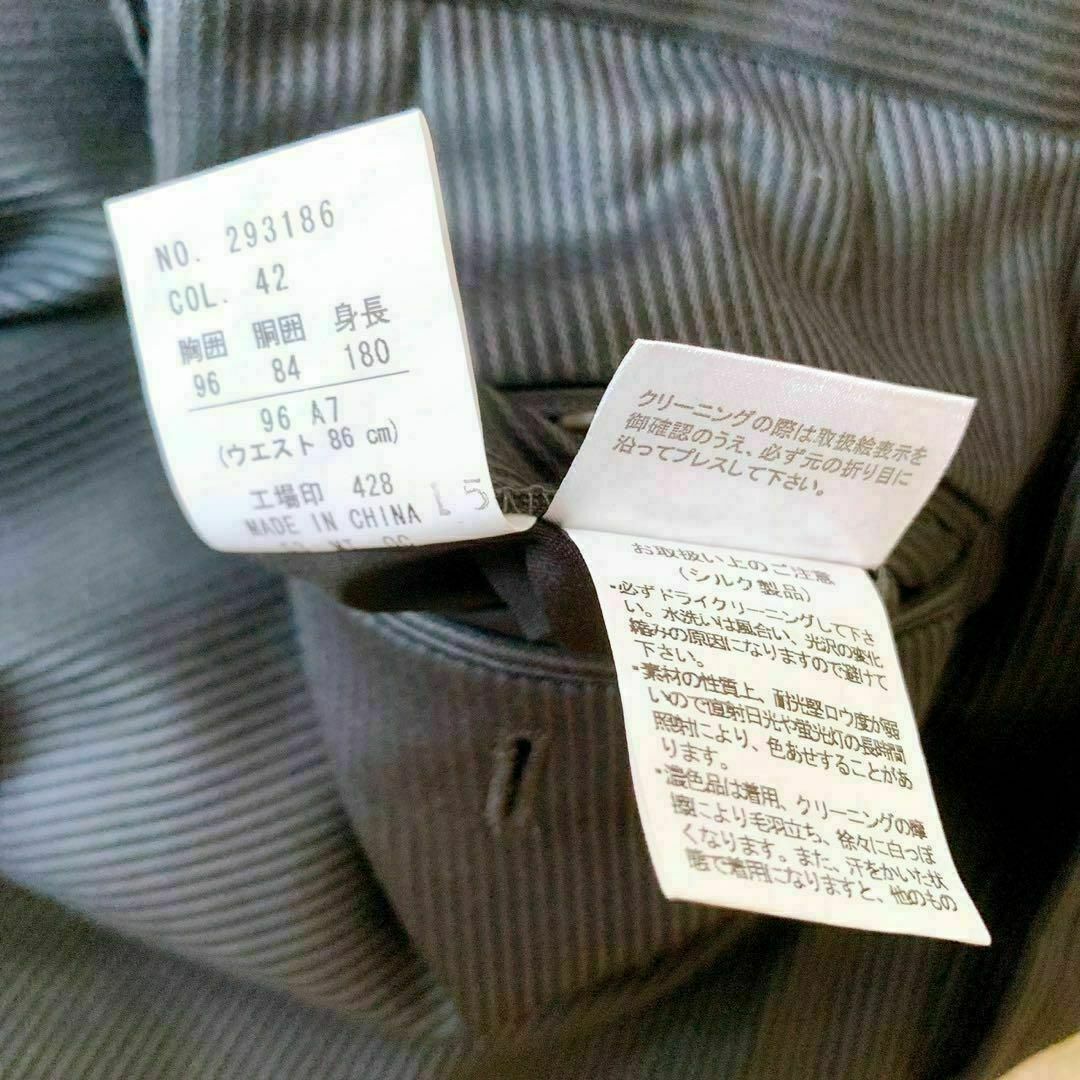 NO. 293186
COL. 42
胸囲 胴囲 身長
96 84 180
96 A7
(ウエスト 86 cm)
工場印 428
MADE IN CHINA
15
クリーニングの際は取扱絵表示を
御確認のうえ、必ず元の折り目に
沿ってプレスして下さい。
お取扱い上のご注意
(シルク製品)
・必ずドライクリーニングして下さ
い。水洗いは風合い、光沢の変化、
縮みの原因になりますので避けて
下さい。
・素材の性質上、耐光堅ロウ度が弱
いので直射日光や蛍光灯の長時間
照射により、色あせすることがあ
ります。
・濃色品は着用、クリーニングの摩
擦により毛羽立ち、徐々に白っぽ
くなります。また、汗をかいた状
態で着用になりますと、他のもの